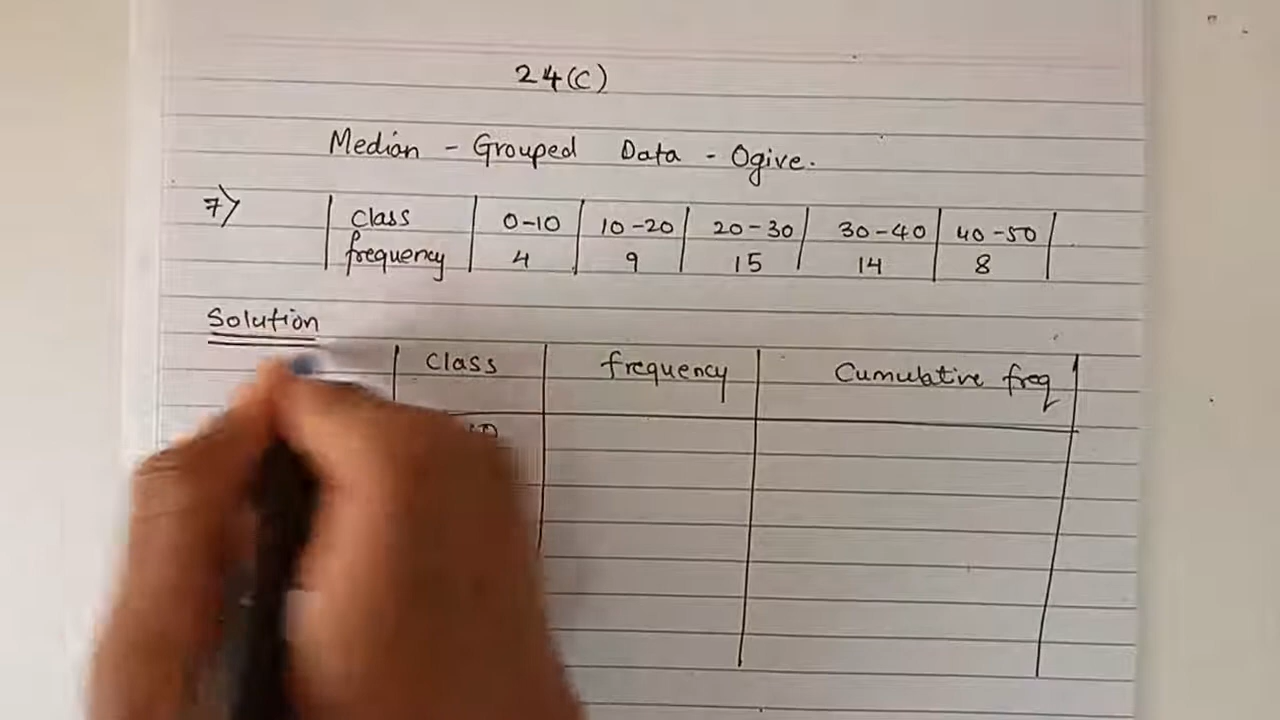 24(C)
Median - Grouped Data - Ogive.
7) class 0-10 10-20 20-30 30-40 40-50
frequency 4 9 15 14 8
Solution
Class frequency Cumulative freq